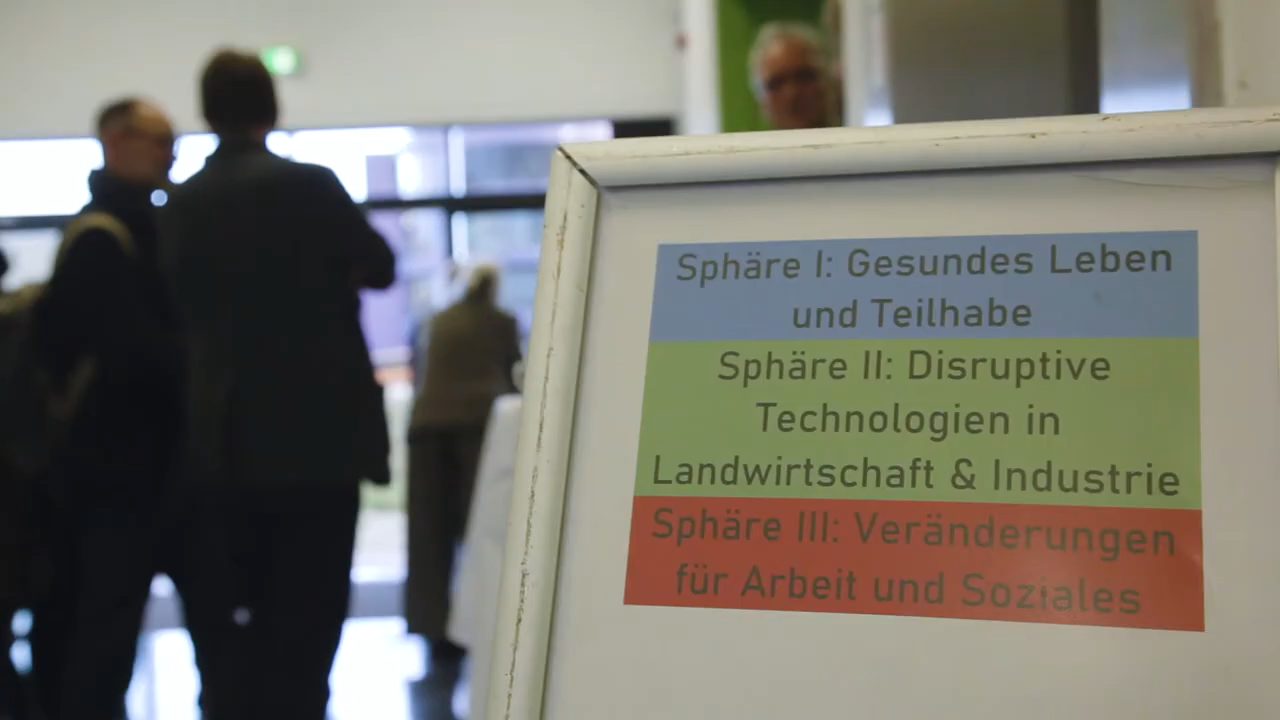 Sphäre I: Gesundes Leben
und Teilhabe
Sphäre II: Disruptive
Technologien in
Landwirtschaft & Industrie
Sphäre III: Veränderungen
für Arbeit und Soziales